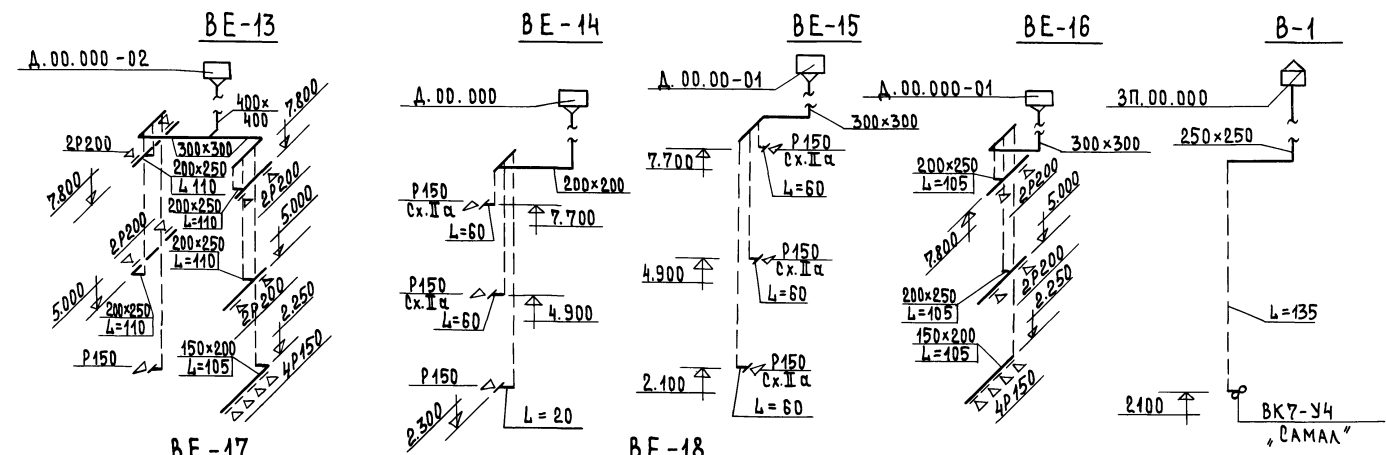 ВЕ-13
Д.00.000-02
400×
400
7.800
2Р200
300×300
200×250
L 110
7.800
200×250
L=110
2Р200
5.000
2Р200
200×250
L=110
5.000
200×250
L=110
2Р200
2.250
Р150
150×200
L=105
4Р150
ВЕ-14
Д.00.000
200×200
Р150
Сх.IIа
L=60
7.700
Р150
Сх.IIа
L=60
4.900
Р150
2.300
L=20
ВЕ-15
Д.00.00-01
300×300
Р150
Сх.IIа
7.700
L=60
Р150
Сх.IIа
4.900
L=60
Р150
Сх.IIа
2.100
L=60
ВЕ-16
Д.00.000-01
300×300
200×250
L=105
2Р200
5.000
7.800
200×250
L=105
2Р200
2.250
150×200
L=105
4Р150
В-1
ЗП.00.000
250×250
L=135
2100
ВК7-У4
„САМАЛ"
ВЕ-17
ВЕ-18